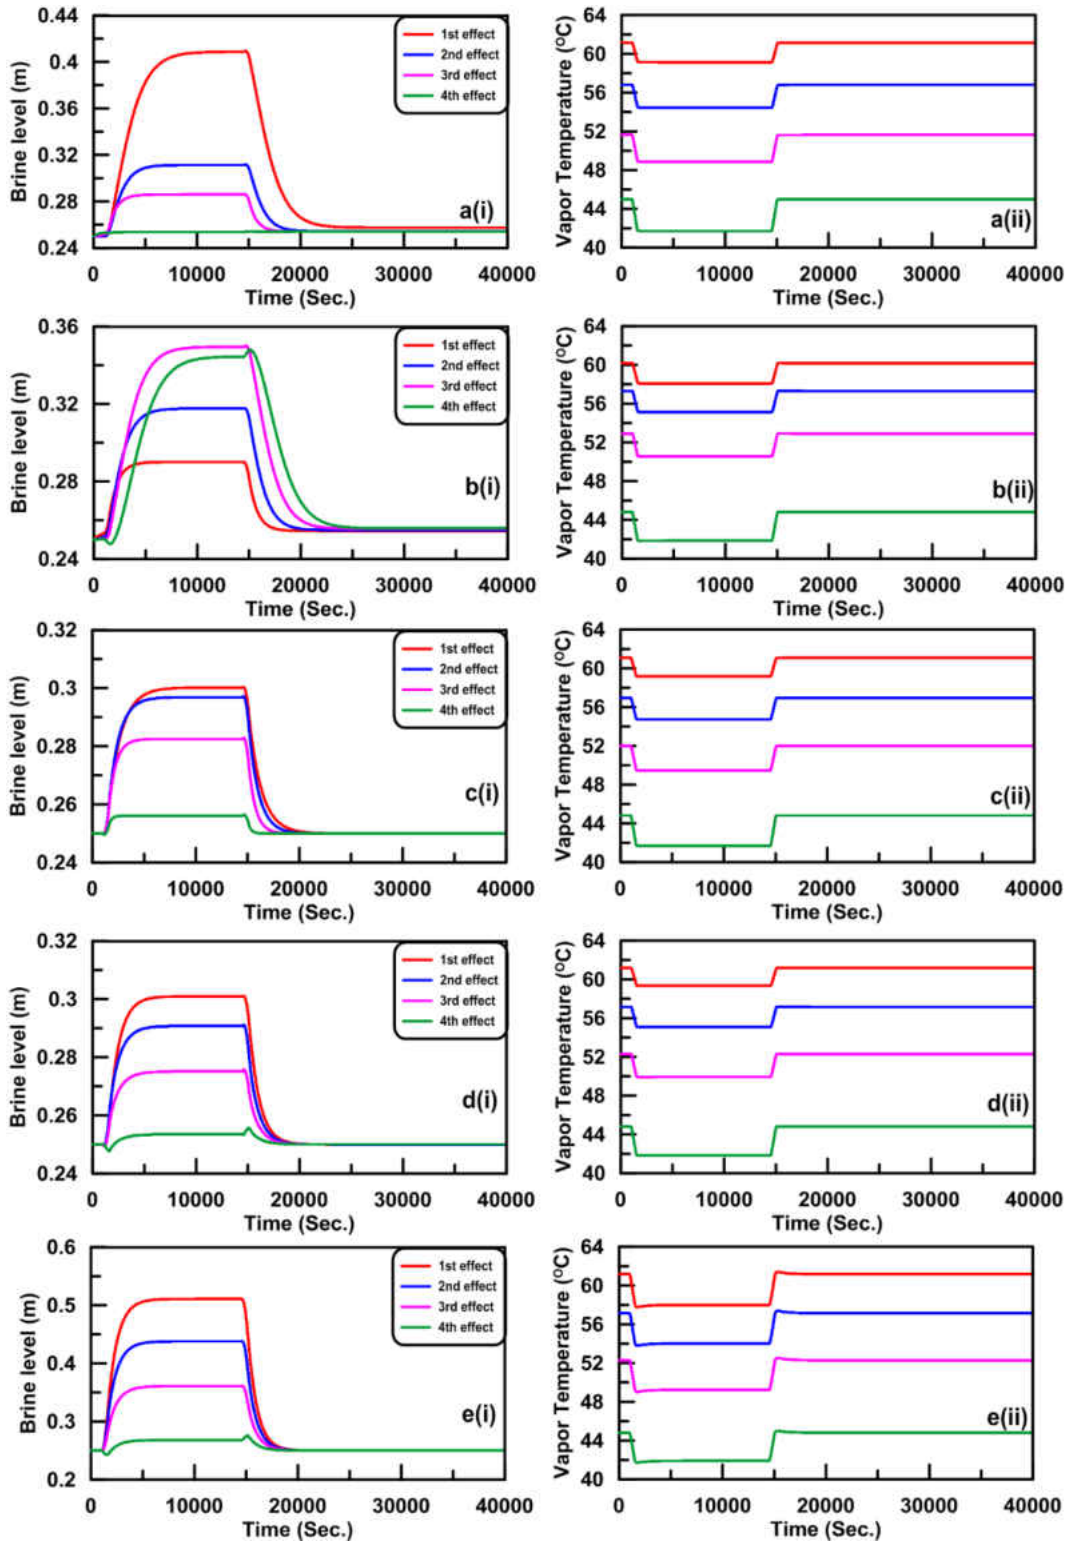 Brine level (m)
0.44
0.4
0.36
0.32
0.28
0.24
1st effect
2nd effect
3rd effect
4th effect
a(i)
0 10000 20000 30000 40000
Time (Sec.)
Vapor Temperature (ᴼC)
64
60
56
52
48
44
40
a(ii)
0 10000 20000 30000 40000
Time (Sec.)
Brine level (m)
0.36
0.32
0.28
0.24
1st effect
2nd effect
3rd effect
4th effect
b(i)
0 10000 20000 30000 40000
Time (Sec.)
Vapor Temperature (ᴼC)
64
60
56
52
48
44
40
b(ii)
0 10000 20000 30000 40000
Time (Sec.)
Brine level (m)
0.32
0.3
0.28
0.26
0.24
1st effect
2nd effect
3rd effect
4th effect
c(i)
0 10000 20000 30000 40000
Time (Sec.)
Vapor Temperature (ᴼC)
64
60
56
52
48
44
40
c(ii)
0 10000 20000 30000 40000
Time (Sec.)
Brine level (m)
0.32
0.3
0.28
0.26
0.24
1st effect
2nd effect
3rd effect
4th effect
d(i)
0 10000 20000 30000 40000
Time (Sec.)
Vapor Temperature (ᴼC)
64
60
56
52
48
44
40
d(ii)
0 10000 20000 30000 40000
Time (Sec.)
Brine level (m)
0.6
0.5
0.4
0.3
0.2
1st effect
2nd effect
3rd effect
4th effect
e(i)
0 10000 20000 30000 40000
Time (Sec.)
Vapor Temperature (ᴼC)
64
60
56
52
48
44
40
e(ii)
0 10000 20000 30000 40000
Time (Sec.)